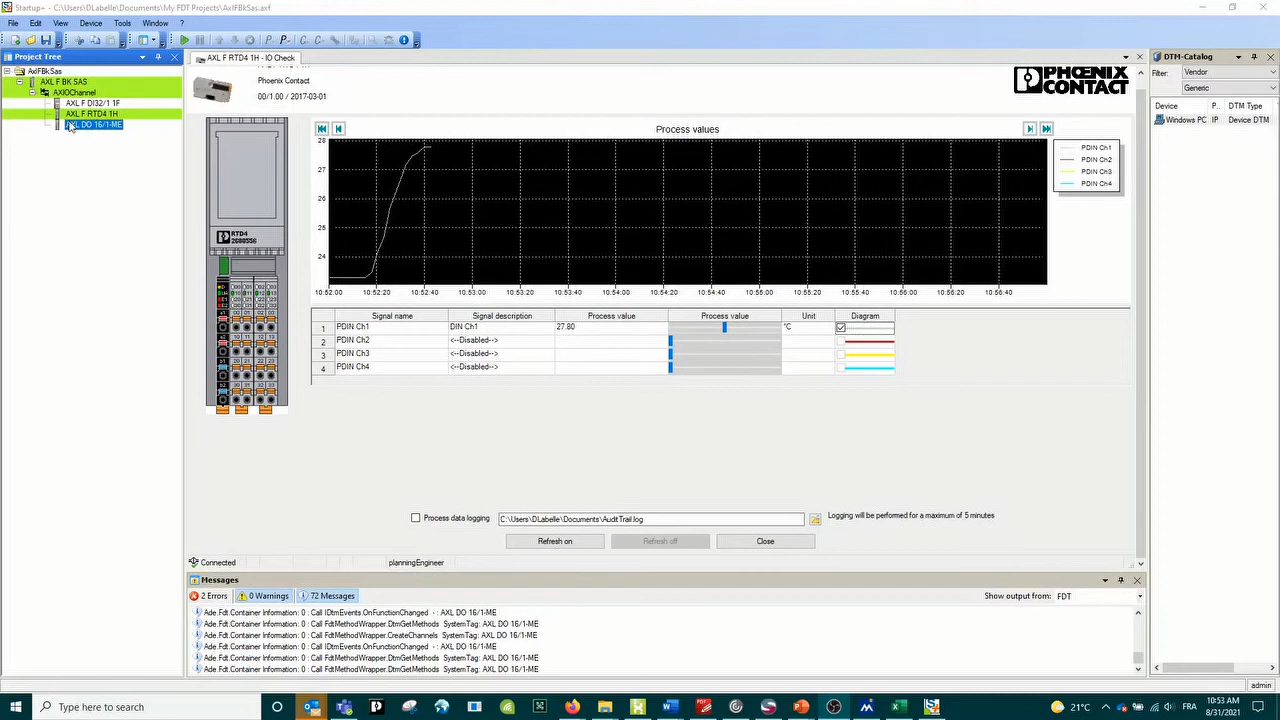 Startup+ - C:\Users\DLabelle\Documents\My FDT Projects\AxlFBkSas.axf
File Edit View Device Tools Window ?
Project Tree
AxlFBkSas
AXL F BK SAS
AXIOChannel
AXL F DI32/1 1F
AXL F RTD4 1H
AXL DO 16/1-ME
AXL F RTD4 1H - IO Check
Phoenix Contact
00/1.00 / 2017-03-01
PHOENIX CONTACT
RTD4
2688556
Process values
28
27
26
25
24
10:52:00 10:52:20 10:52:40 10:53:00 10:53:20 10:53:40 10:54:00 10:54:20 10:54:40 10:55:00 10:55:20 10:55:40 10:56:00 10:56:20 10:56:40
PDIN Ch1
PDIN Ch2
PDIN Ch3
PDIN Ch4
Signal name Signal description Process value Process value Unit Diagram
1 PDIN Ch1 DIN Ch1 27.80 °C
2 PDIN Ch2 <--Disabled-->
3 PDIN Ch3 <--Disabled-->
4 PDIN Ch4 <--Disabled-->
Process data logging C:\Users\DLabelle\Documents\AuditTrail.log Logging will be performed for a maximum of 5 minutes
Refresh on Refresh off Close
Connected planningEngineer
Messages
2 Errors 0 Warnings 72 Messages Show output from: FDT
Ade.Fdt.Container Information: 0 : Call IDtmEvents.OnFunctionChanged - : AXL DO 16/1-ME
Ade.Fdt.Container Information: 0 : Call FdtMethodWrapper.DtmGetMethods SystemTag: AXL DO 16/1-ME
Ade.Fdt.Container Information: 0 : Call FdtMethodWrapper.CreateChannels SystemTag: AXL DO 16/1-ME
Ade.Fdt.Container Information: 0 : Call IDtmEvents.OnFunctionChanged - : AXL DO 16/1-ME
Ade.Fdt.Container Information: 0 : Call FdtMethodWrapper.DtmGetMethods SystemTag: AXL DO 16/1-ME
Ade.Fdt.Container Information: 0 : Call FdtMethodWrapper.DtmGetMethods SystemTag: AXL DO 16/1-ME
DTM-Catalog
Filter: Vendor
Generic
Device P.. DTM Type
Windows PC IP Device DTM
admin
Type here to search
21°C FRA 10:53 AM
8/31/2021